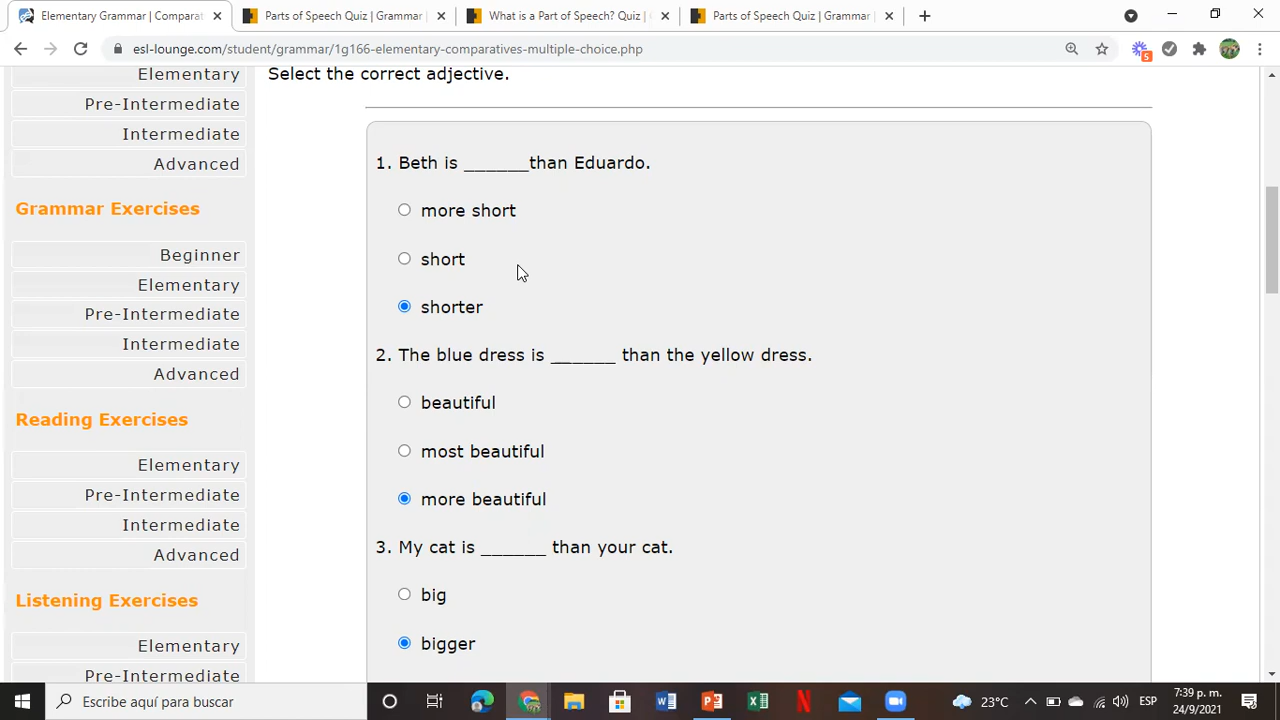 Elementary Grammar | Comparat
Parts of Speech Quiz | Grammar |
What is a Part of Speech? Quiz |
Parts of Speech Quiz | Grammar
esl-lounge.com/student/grammar/1g166-elementary-comparatives-multiple-choice.php
5
Elementary
Pre-Intermediate
Intermediate
Advanced
Grammar Exercises
Beginner
Elementary
Pre-Intermediate
Intermediate
Advanced
Reading Exercises
Elementary
Pre-Intermediate
Intermediate
Advanced
Listening Exercises
Elementary
Pre-Intermediate
Select the correct adjective.
1. Beth is ______than Eduardo.
more short
short
shorter
2. The blue dress is ______ than the yellow dress.
beautiful
most beautiful
more beautiful
3. My cat is ______ than your cat.
big
bigger
Escribe aquí para buscar
23°C
ESP
7:39 p. m.
24/9/2021